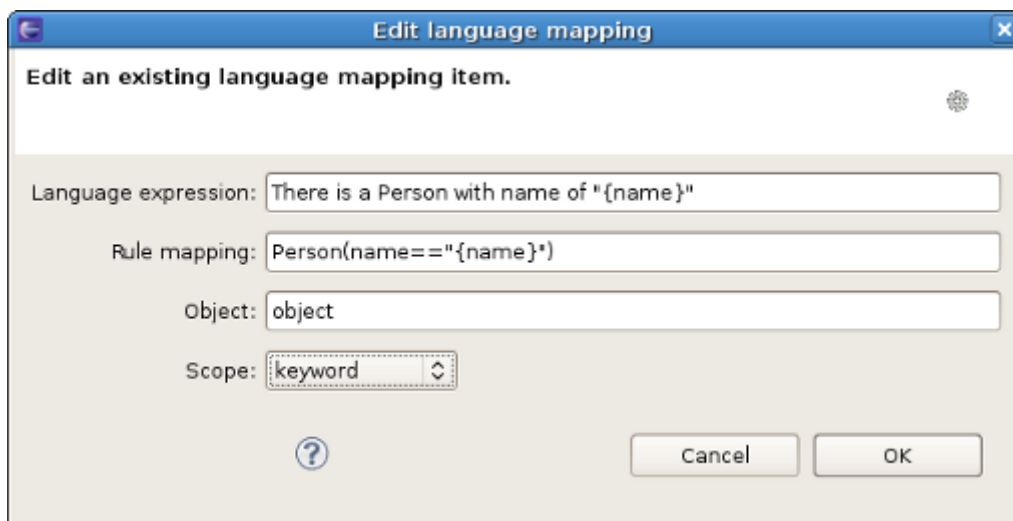 Edit language mapping
Edit an existing language mapping item.
Language expression: There is a Person with name of "{name}"
Rule mapping: Person(name=="{name}")
Object: object
Scope: keyword
? Cancel OK